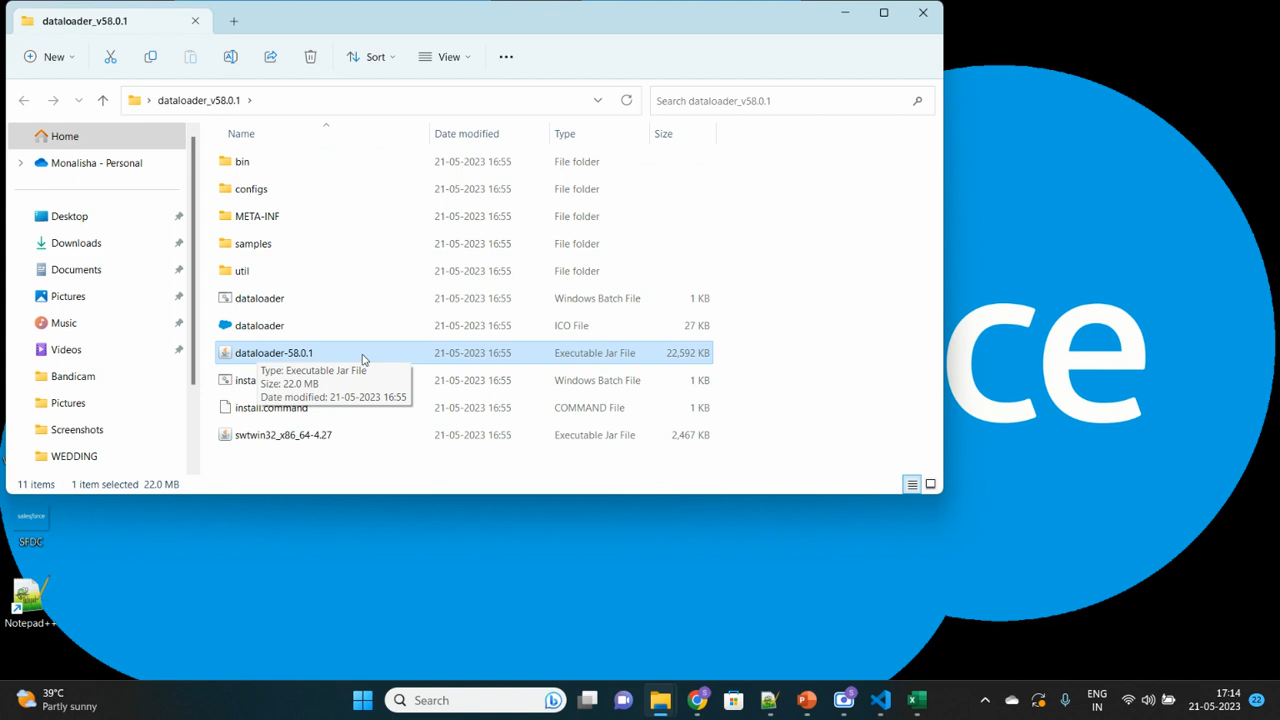 dataloader_v58.0.1
New
Sort
View
dataloader_v58.0.1
Search dataloader_v58.0.1
Name Date modified Type Size
Home
Monalisha - Personal
Desktop
Downloads
Documents
Pictures
Music
Videos
Bandicam
Pictures
Screenshots
WEDDING
bin 21-05-2023 16:55 File folder
configs 21-05-2023 16:55 File folder
META-INF 21-05-2023 16:55 File folder
samples 21-05-2023 16:55 File folder
util 21-05-2023 16:55 File folder
dataloader 21-05-2023 16:55 Windows Batch File 1 KB
dataloader 21-05-2023 16:55 ICO File 27 KB
dataloader-58.0.1 21-05-2023 16:55 Executable Jar File 22,592 KB
insta 21-05-2023 16:55 Windows Batch File 1 KB
install.command 21-05-2023 16:55 COMMAND File 1 KB
swtwin32_x86_64-4.27 21-05-2023 16:55 Executable Jar File 2,467 KB
Type: Executable Jar File
Size: 22.0 MB
Date modified: 21-05-2023 16:55
11 items 1 item selected 22.0 MB
ce
salesforce
SFDC
Notepad++
39°C
Partly sunny
Search
5
5
ENG
IN
17:14
21-05-2023
22